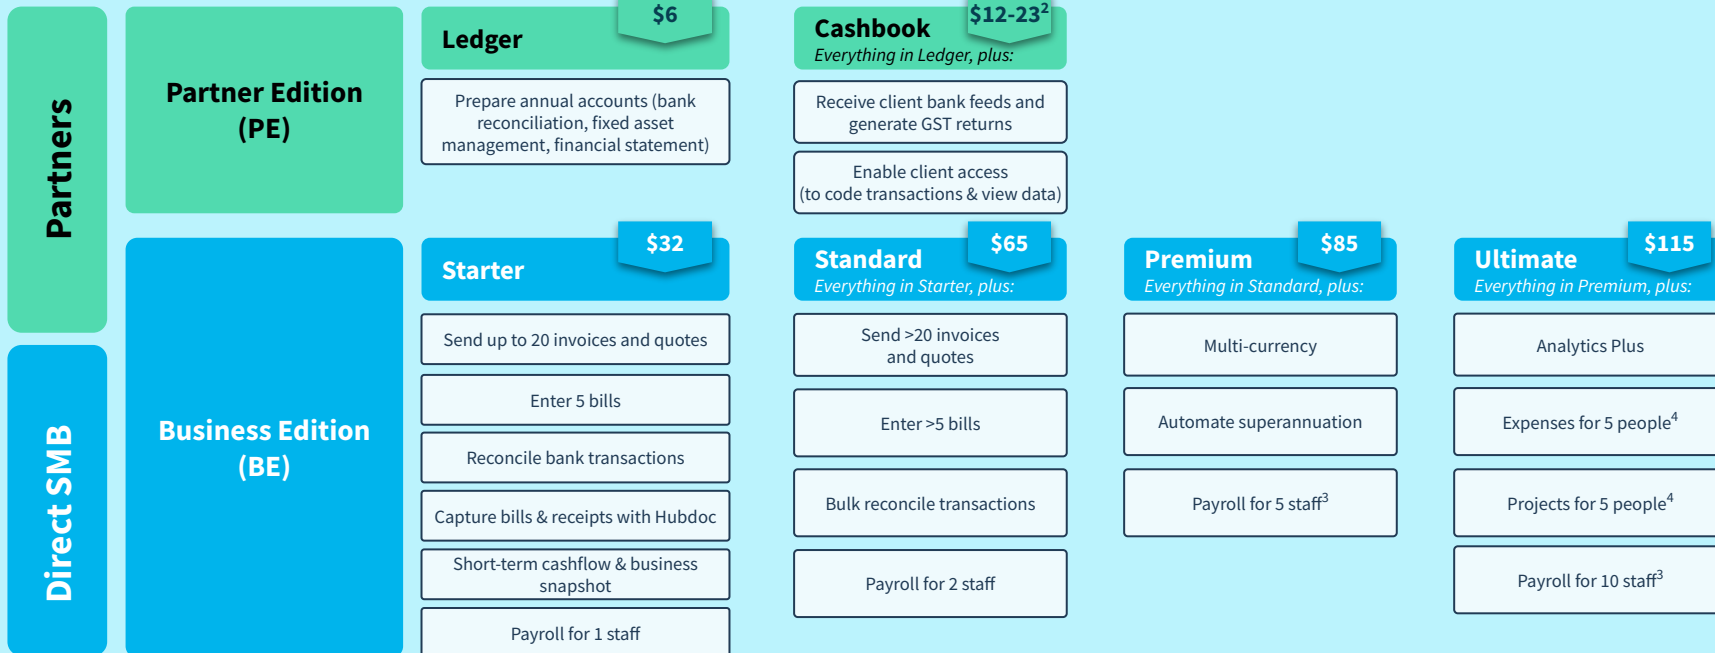 Partners
Partner Edition
(PE)
Ledger
$6
Prepare annual accounts (bank
reconciliation, fixed asset
management, financial statement)
Cashbook
$12-23²
Everything in Ledger, plus:
Receive client bank feeds and
generate GST returns
Enable client access
(to code transactions & view data)
Direct SMB
Business Edition
(BE)
Starter
$32
Send up to 20 invoices and quotes
Enter 5 bills
Reconcile bank transactions
Capture bills & receipts with Hubdoc
Short-term cashflow & business
snapshot
Payroll for 1 staff
Standard
$65
Everything in Starter, plus:
Send >20 invoices
and quotes
Enter >5 bills
Bulk reconcile transactions
Payroll for 2 staff
Premium
$85
Everything in Standard, plus:
Multi-currency
Automate superannuation
Payroll for 5 staff³
Ultimate
$115
Everything in Premium, plus:
Analytics Plus
Expenses for 5 people⁴
Projects for 5 people⁴
Payroll for 10 staff³